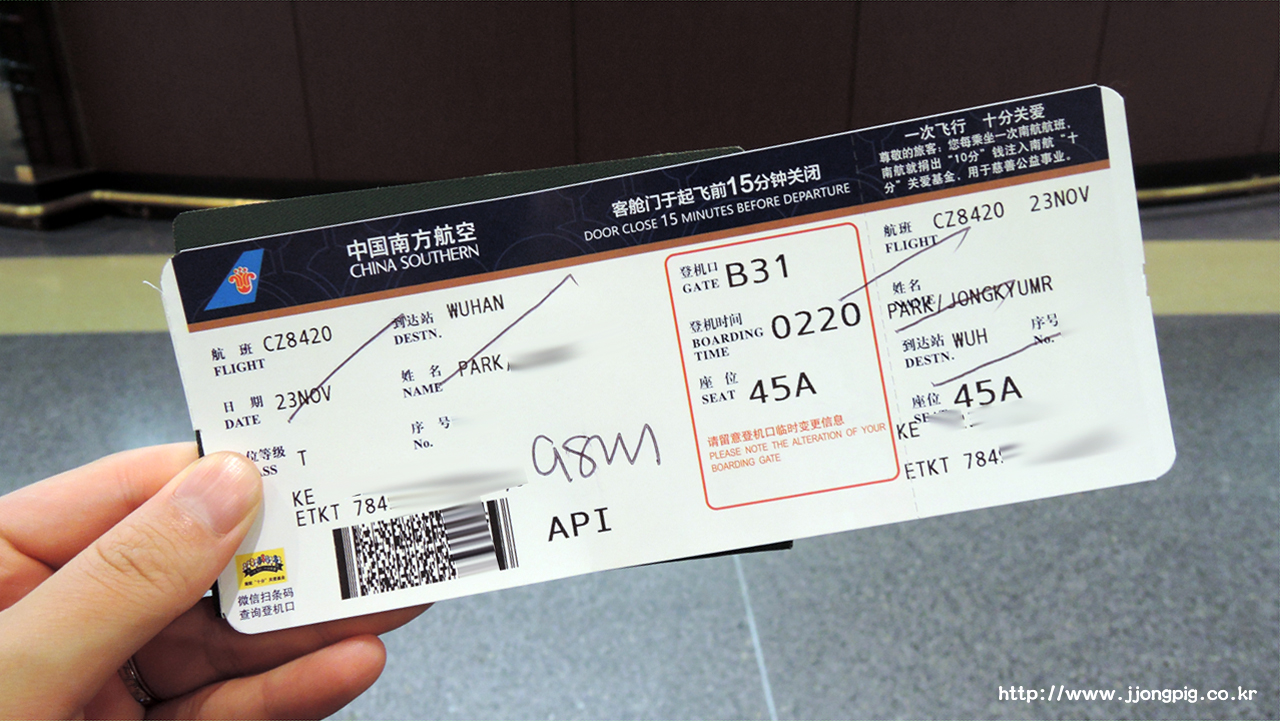 中国南方航空
CHINA SOUTHERN
客舱门于起飞前15分钟关闭
DOOR CLOSE 15 MINUTES BEFORE DEPARTURE
一次飞行 十分关爱
尊敬的旅客:您每乘坐一次南航航班,
南航就捐出“10分”钱注入南航“十
分”关爱基金,用于慈善公益事业。
航 班 CZ8420
FLIGHT
到达站 WUHAN
DESTN.
日 期 23NOV
DATE
姓 名 PARK/
NAME
位等级 T
ASS
序 号
No.
KE
ETKT 784
API
微信扫条码
查询登机口
登机口 B31
GATE
登机时间 0220
BOARDING
TIME
座 位 45A
SEAT
请留意登机口临时变更信息
PLEASE NOTE THE ALTERATION OF YOUR
BOARDING GATE
航班 CZ8420 23NOV
FLIGHT
姓名
NAME
PARK/JONGKYUMR
到达站 WUH
DESTN.
序号
No.
座位 45A
SEAT
KE
ETKT 784
http://www.jjongpig.co.kr